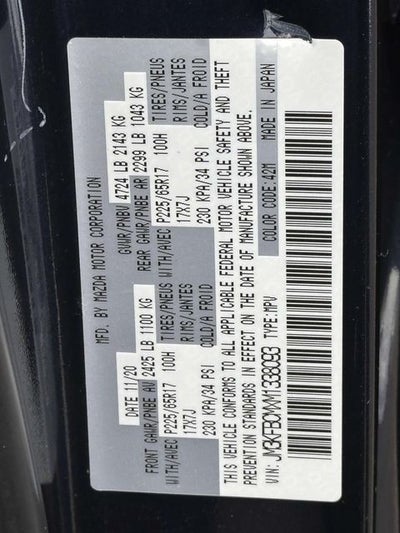 MFD. BY MAZDA MOTOR CORPORATION
DATE 11/20 GVWR/PNBV 4724 LB 2143 KG
FRONT GAWR/PNBE AV 2425 LB 1100 KG REAR GAWR/PNBE AR 2299 LB 1043 KG
WITH/AVEC P225/65R17 100H TIRES/PNEUS WITH/AVEC P225/65R17 100H TIRES/PNEUS
17X7J RIMS/JANTES 17X7J RIMS/JANTES
230 KPA/34 PSI COLD/A FROID 230 KPA/34 PSI COLD/A FROID
THIS VEHICLE CONFORMS TO ALL APPLICABLE FEDERAL MOTOR VEHICLE SAFETY AND THEFT
PREVENTION STANDARDS IN EFFECT ON THE DATE OF MANUFACTURE SHOWN ABOVE.
VIN: JM3KFBCMXM1338093 TYPE:MPV COLOR CODE:42M MADE IN JAPAN